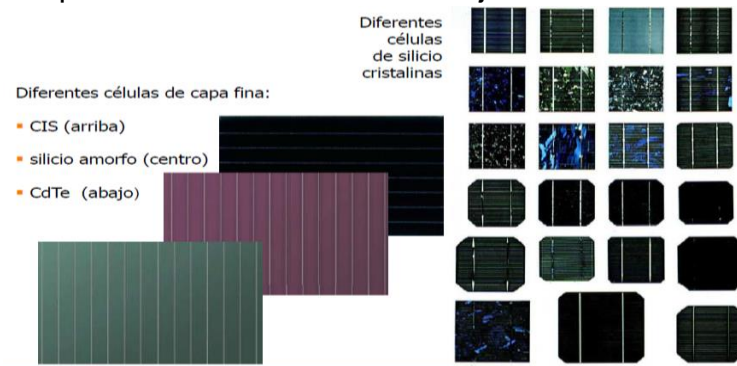 Diferentes
células
de silicio
cristalinas
Diferentes células de capa fina:
▪ CIS (arriba)
▪ silicio amorfo (centro)
▪ CdTe (abajo)